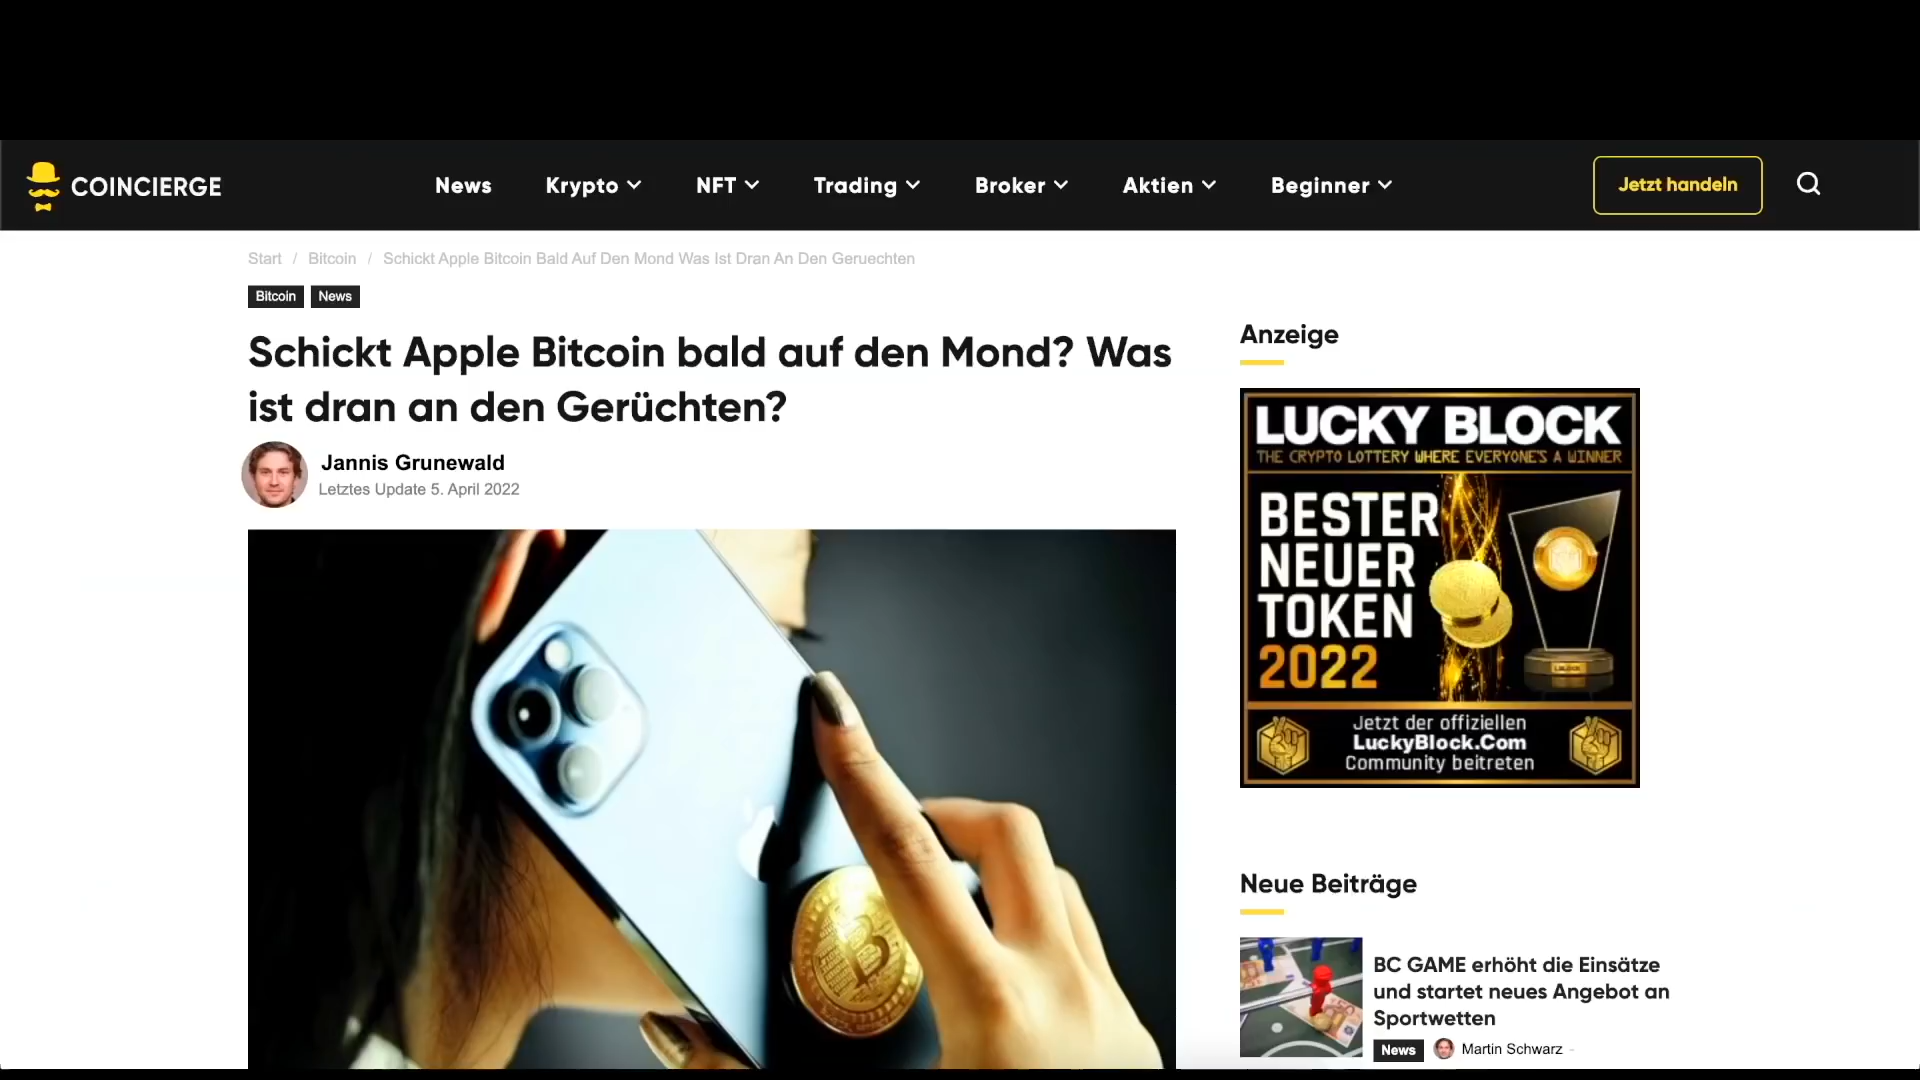 COINCIERGE
News Krypto NFT Trading Broker Aktien Beginner
Jetzt handeln
Start / Bitcoin / Schickt Apple Bitcoin Bald Auf Den Mond Was Ist Dran An Den Geruechten
Bitcoin News
Schickt Apple Bitcoin bald auf den Mond? Was
ist dran an den Gerüchten?
Jannis Grunewald
Letztes Update 5. April 2022
Anzeige
LUCKY BLOCK
THE CRYPTO LOTTERY WHERE EVERYONE'S A WINNER
BESTER
NEUER
TOKEN
2022
Jetzt der offiziellen
LuckyBlock.Com
Community beitreten
Neue Beiträge
BC GAME erhöht die Einsätze
und startet neues Angebot an
Sportwetten
News Martin Schwarz -